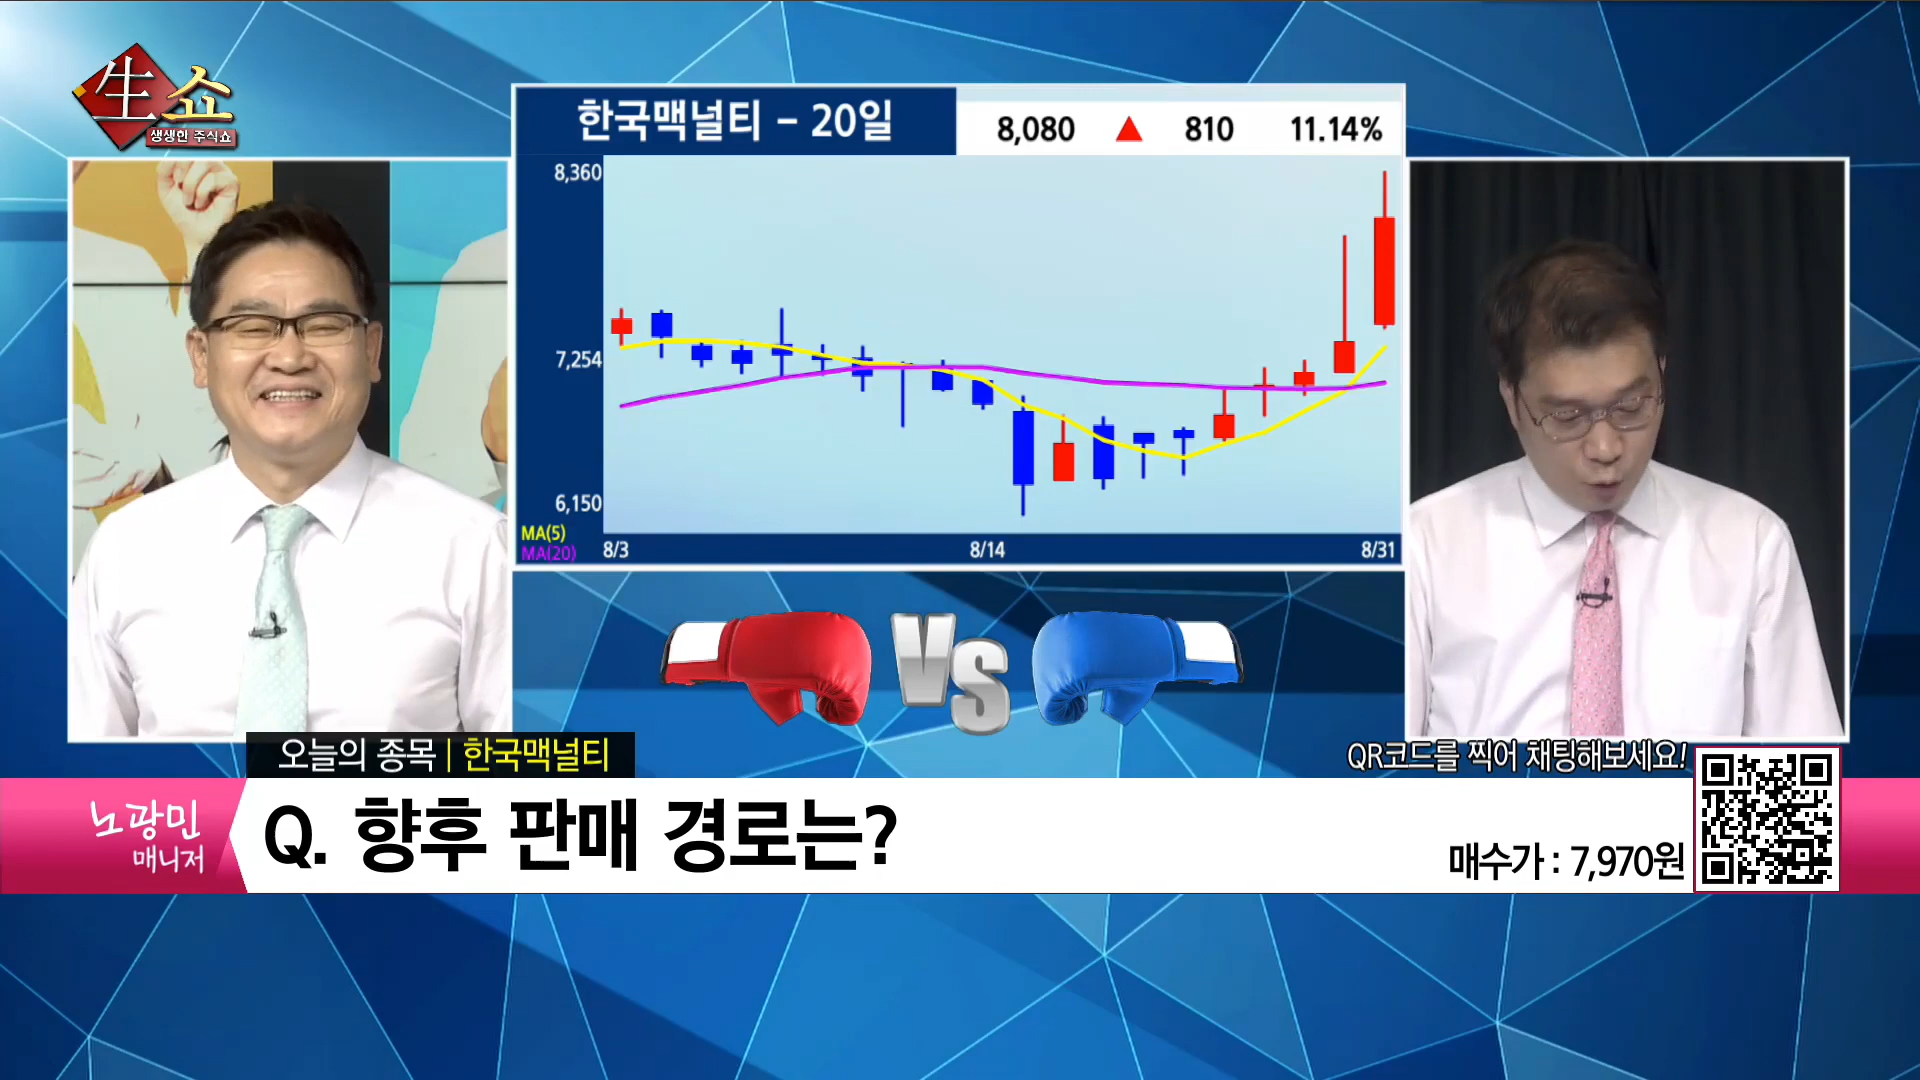 生쇼
생생한 주식쇼
한국맥널티 - 20일
8,080 ▲ 810 11.14%
8,360
7,254
6,150
MA(5)
MA(20)
8/3 8/14 8/31
VS
오늘의 종목 | 한국맥널티
QR코드를 찍어 채팅해보세요!
노광민
매니저
Q. 향후 판매 경로는?
매수가 : 7,970원